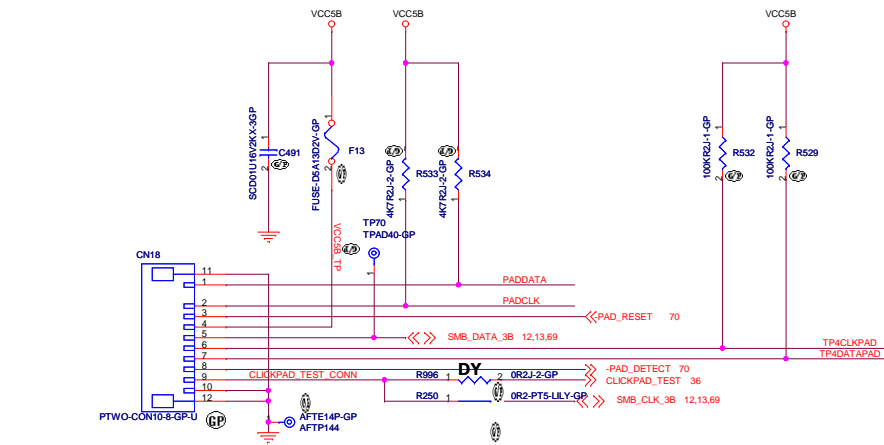 VCC5B
VCC5B
VCC5B
SCD01U16V2KX-3GP
1
2
C491
FUSE-D5A13D2V-GP
1
2
F13
4K7R2J-2-GP
2
1
R533
4K7R2J-2-GP
2
1
R534
100KR2J-1-GP
1
2
R532
100KR2J-1-GP
1
2
R529
VCC5B_TP
TP70
TPAD40-GP
1
CN18
11
1
PADDATA
2
PADCLK
3
-PAD_RESET 70
4
5
SMB_DATA_3B 12,13,69
6
TP4CLKPAD
7
TP4DATAPAD
8
-PAD_DETECT 70
9
CLICKPAD_TEST_CONN
R996 1
DY
2 0R2J-2-GP
CLICKPAD_TEST 36
10
12
R250 1
0R2-PT5-LILY-GP
SMB_CLK_3B 12,13,69
PTWO-CON10-8-GP-U
GP
1
AFTE14P-GP
AFTP144